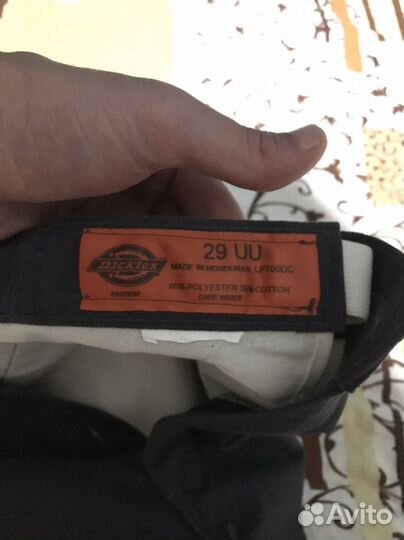 29 UU
Dickies
MADE IN HONDURAS LP700DC
65% POLYESTER 35% COTTON
CARE INSIDE
Avito